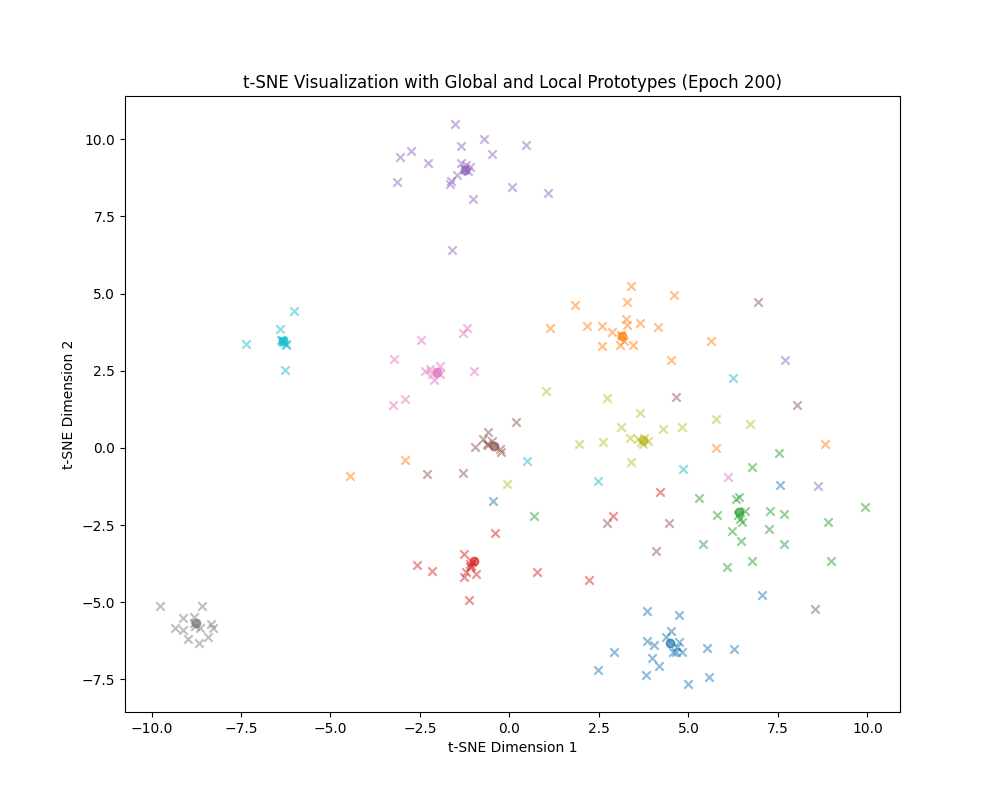 t-SNE Visualization with Global and Local Prototypes (Epoch 200)
10.0
7.5
5.0
2.5
0.0
−2.5
−5.0
−7.5
t-SNE Dimension 2
−10.0 −7.5 −5.0 −2.5 0.0 2.5 5.0 7.5 10.0
t-SNE Dimension 1